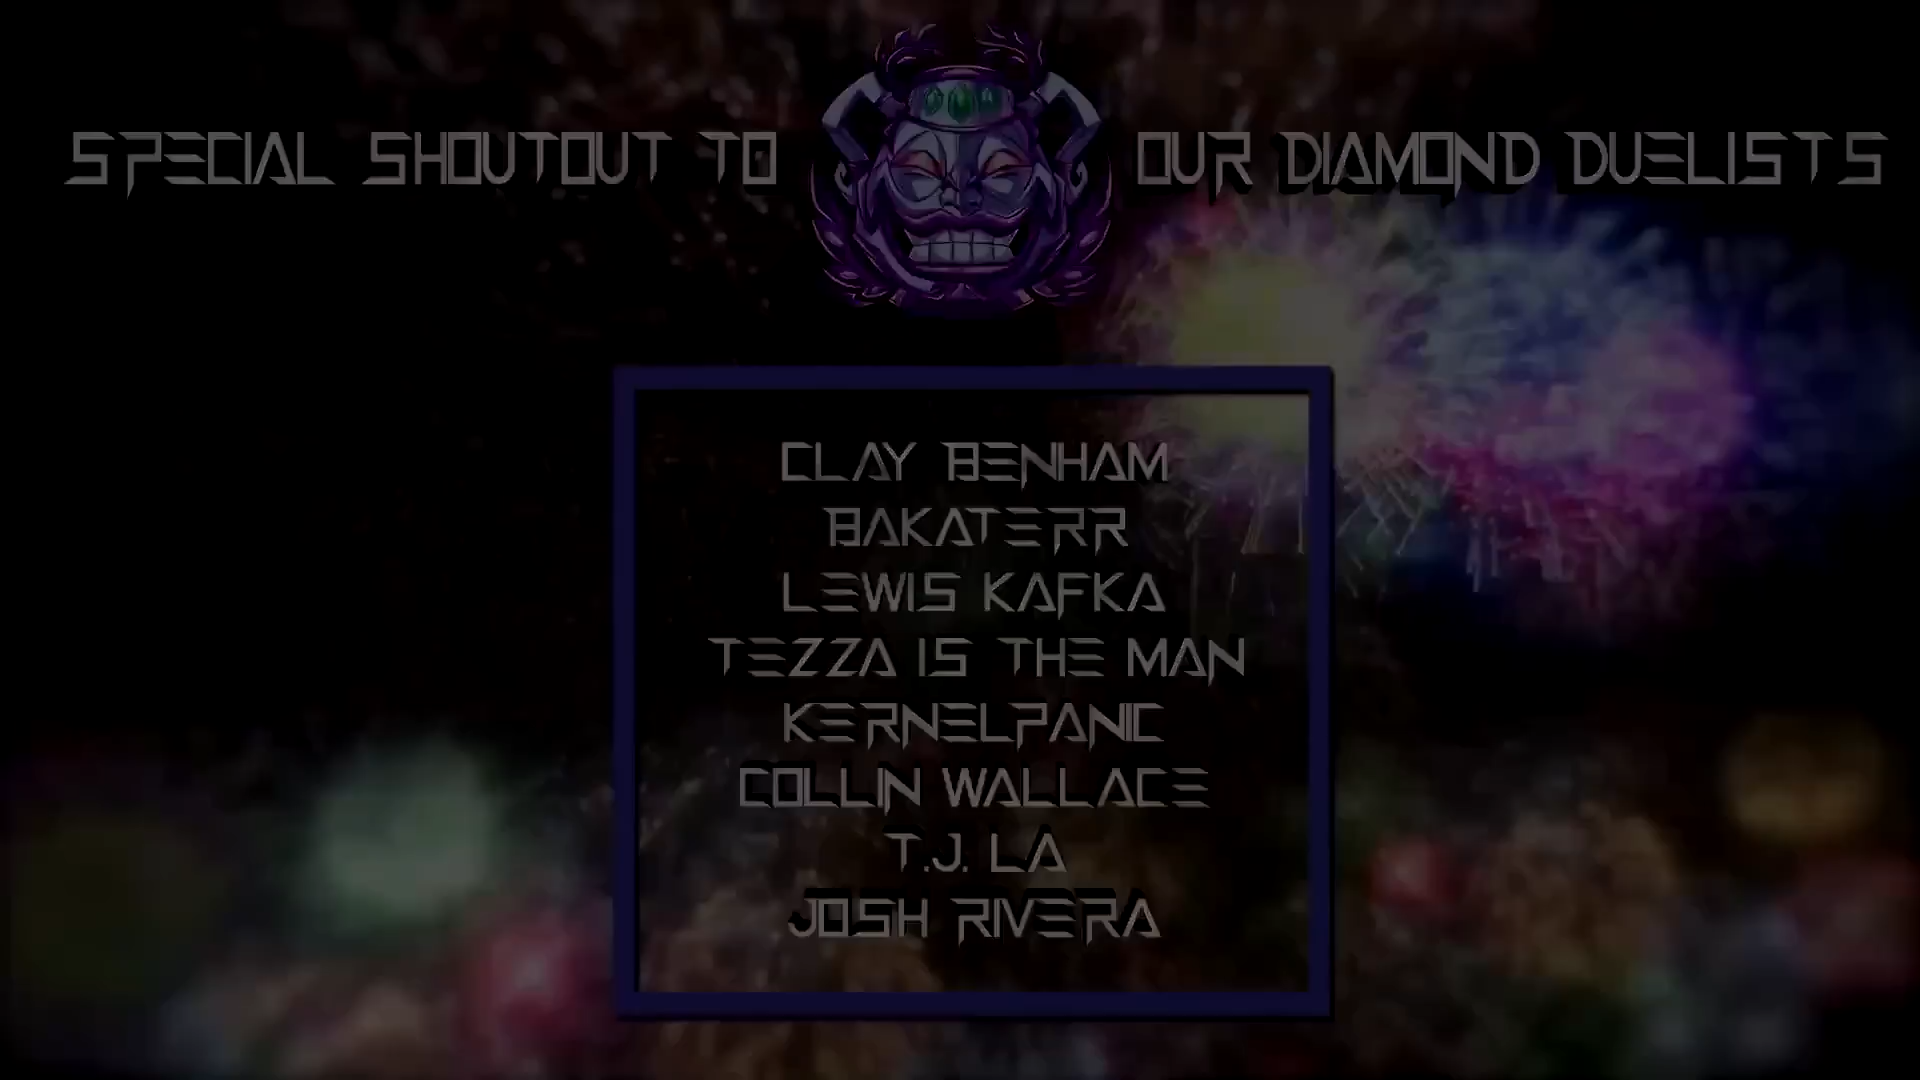 SPECIAL SHOUTOUT TO OUR DIAMOND DUELISTS
CLAY BENHAM
BAKATERR
LEWIS KAFKA
TEZZA IS THE MAN
KERNELPANIC
COLLIN WALLACE
T.J. LA
JOSH RIVERA